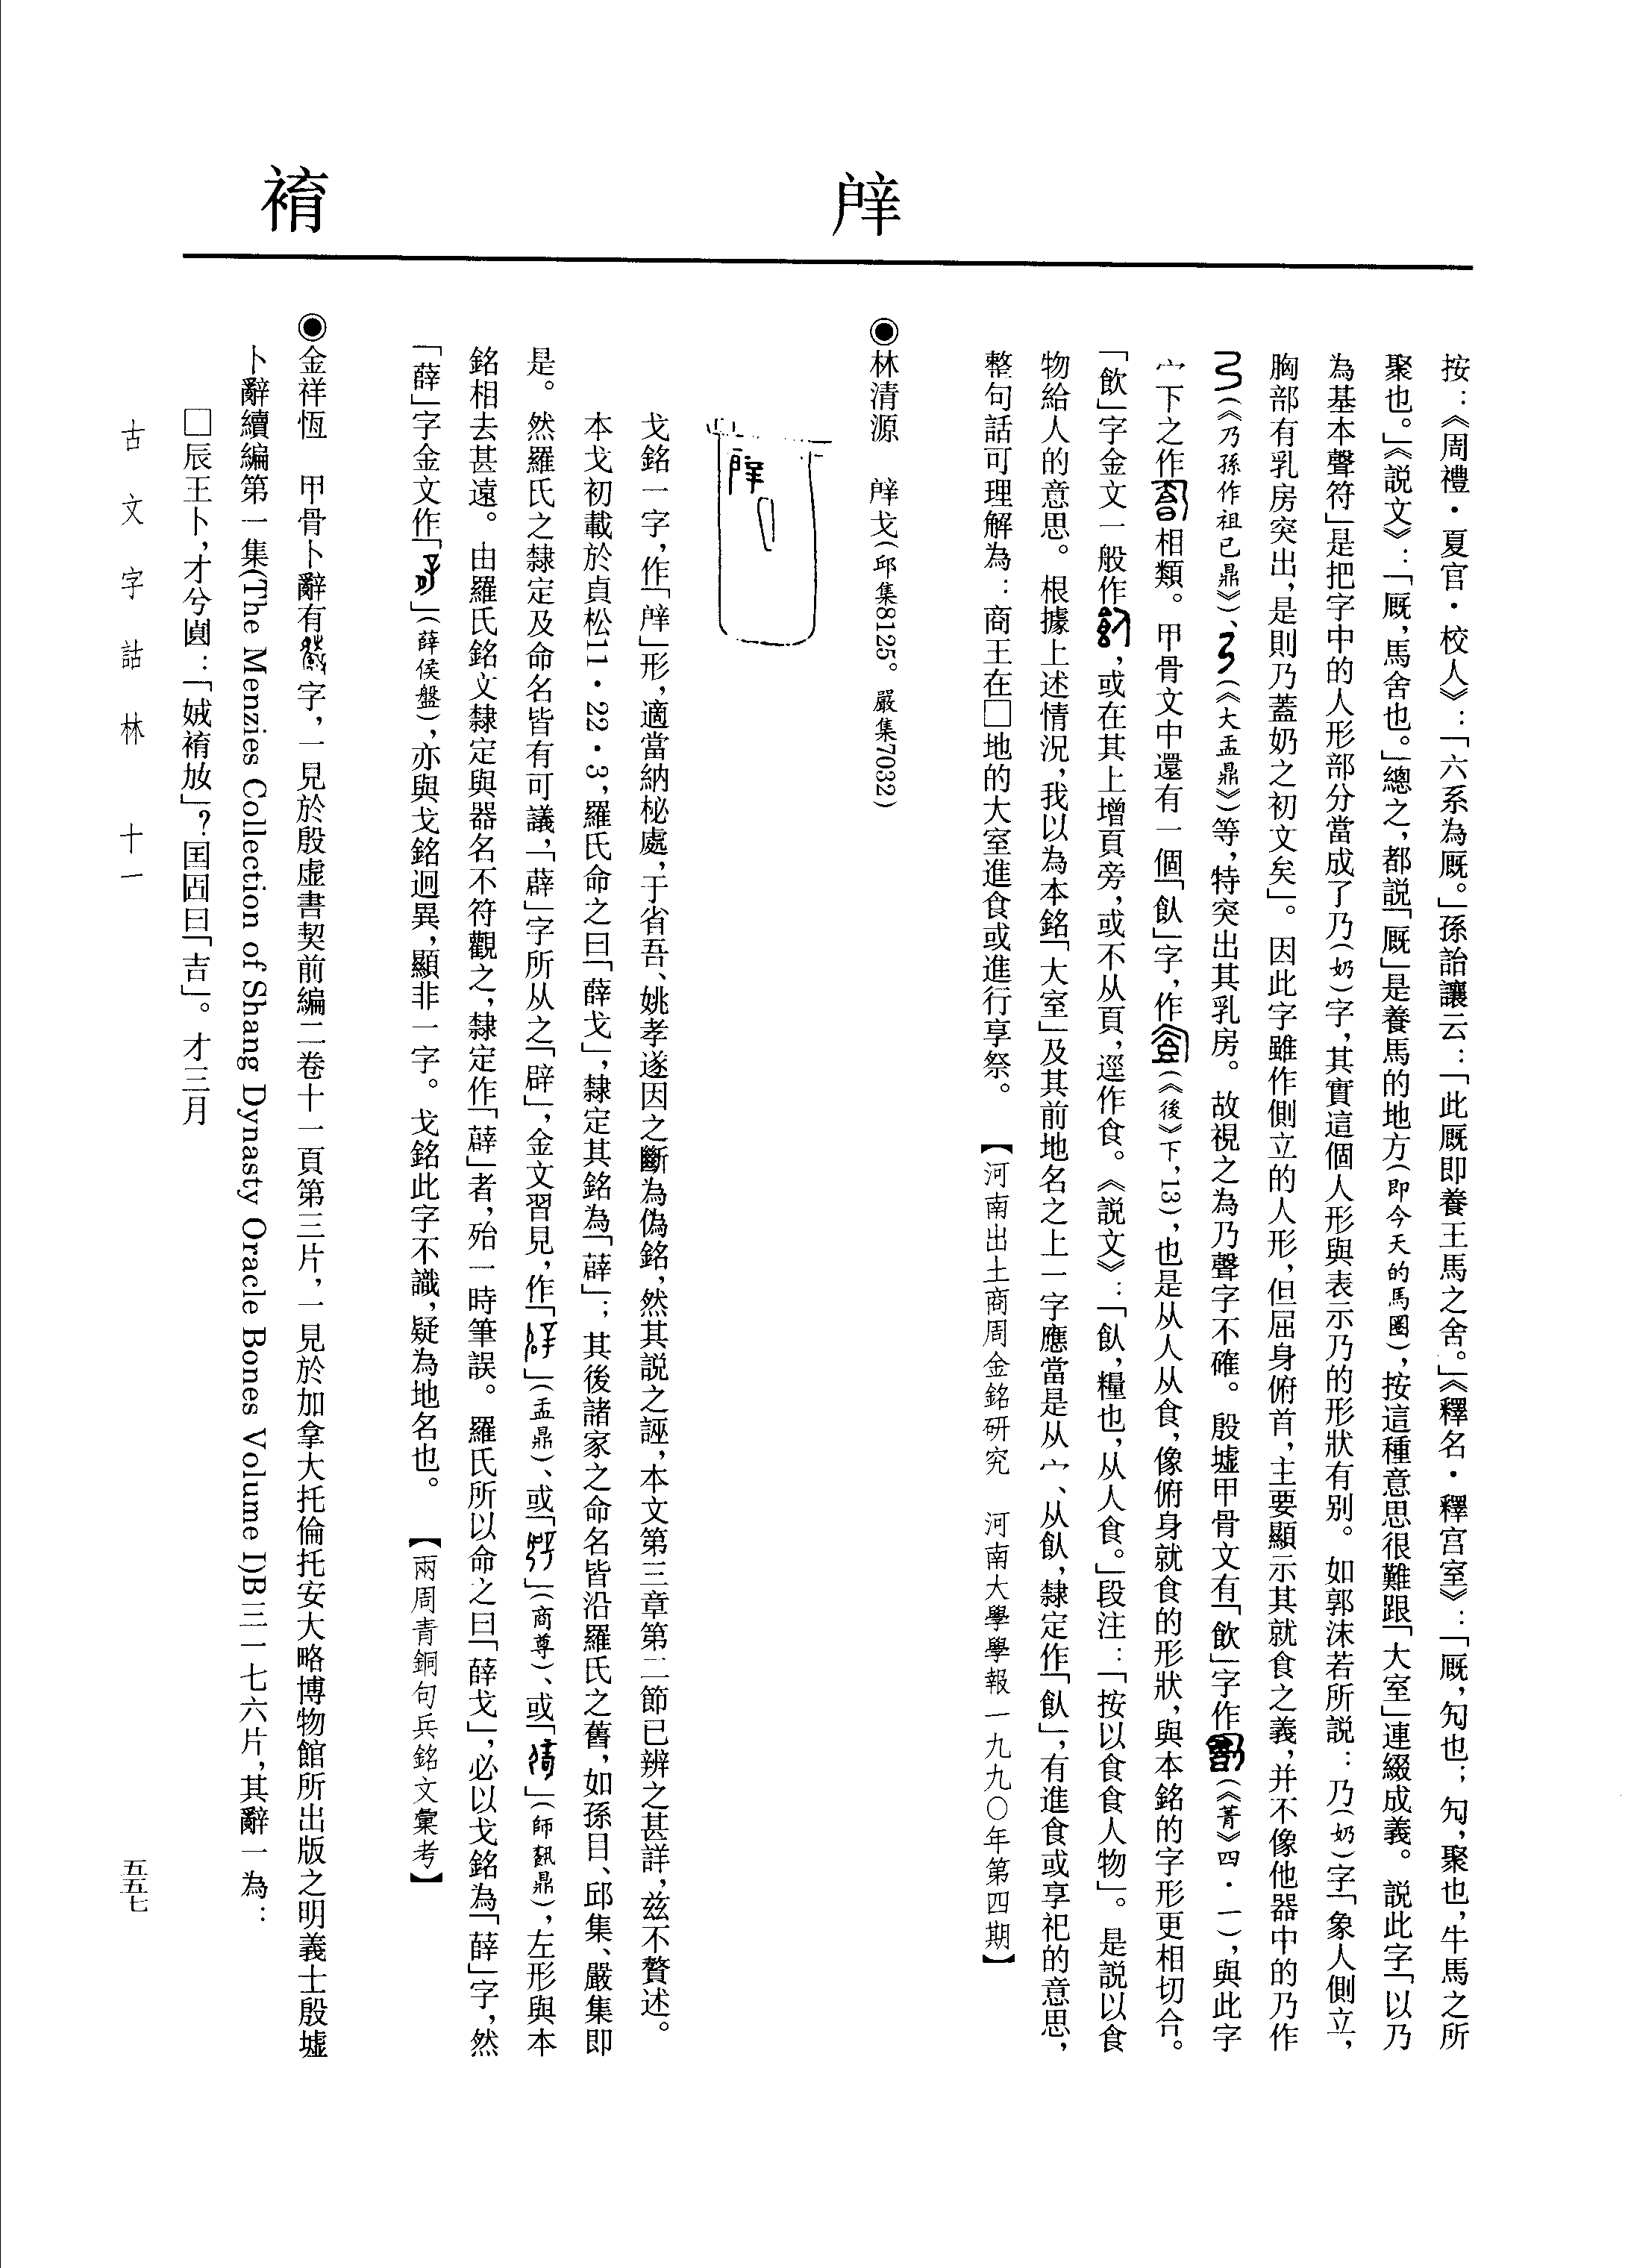 按：《周禮·夏官·校人》：「六系為厩。」孫詒讓云：「此厩即養王馬之舍。」《釋名·釋宮室》：「厩，勼也；勼，聚也，牛馬之所
聚也。」《説文》：「厩，馬舍也。」總之，都説「厩」是養馬的地方（即今天的馬圈），按這種意思很難跟「大室」連綴成義。説此字「以乃
為基本聲符」是把字中的人形部分當成了乃（奶）字，其實這個人形與表示乃的形狀有别。如郭沫若所説：乃（奶）字「象人側立，
胸部有乳房突出，是則乃蓋奶之初文矣」。因此字雖作側立的人形，但屈身俯首，主要顯示其就食之義，并不像他器中的乃作
（《乃孫作祖己鼎》）、（《大盂鼎》）等，特突出其乳房。故視之為乃聲字不確。殷墟甲骨文有「飲」字作（《菁》四·一），與此字
宀下之作相類。甲骨文中還有一個「飤」字，作（《後》下，13），也是从人从食，像俯身就食的形狀，與本銘的字形更相切合。
「飲」字金文一般作，或在其上增頁旁，或不从頁，逕作食。《説文》：「飤，糧也，从人食。」段注：「按以食食人物」。是説以食
物給人的意思。根據上述情況，我以為本銘「大室」及其前地名之上一字應當是从宀、从飤，隸定作「飤」，有進食或享祀的意思，
整句話可理解為：商王在□地的大室進食或進行享祭。【河南出土商周金銘研究　河南大學學報一九九〇年第四期】
◉林清源　戈（邱集8125。嚴集7032）
戈銘一字，作「」形，適當納柲處，于省吾、姚孝遂因之斷為偽銘，然其説之誣，本文第三章第二節已辨之甚詳，兹不贅述。
本戈初載於貞松11·22·3，羅氏命之曰「薛戈」，隸定其銘為「薜」；其後諸家之命名皆沿羅氏之舊，如孫目、邱集、嚴集即
是。然羅氏之隸定及命名皆有可議，「薜」字所从之「辟」，金文習見，作「」（盂鼎）、或「」（商尊）、或「」（師𩛥鼎），左形與本
銘相去甚遠。由羅氏銘文隸定與器名不符觀之，隸定作「薜」者，殆一時筆誤。羅氏所以命之曰「薛戈」，必以戈銘為「薛」字，然
「薛」字金文作「」（薛侯盤），亦與戈銘迥異，顯非一字。戈銘此字不識，疑為地名也。【兩周青銅句兵銘文彙考】
䄆
◉金祥恆　甲骨卜辭有字，一見於殷虛書契前編二卷十一頁第三片，一見於加拿大托倫托安大略博物館所出版之明義士殷墟
卜辭續編第一集(The Menzies Collection of Shang Dynasty Oracle Bones Volume I)B三一七六片，其辭一為：
□辰王卜，才兮：「娀放」？曰「吉」。才三月
古文字詁林　十一
五五七